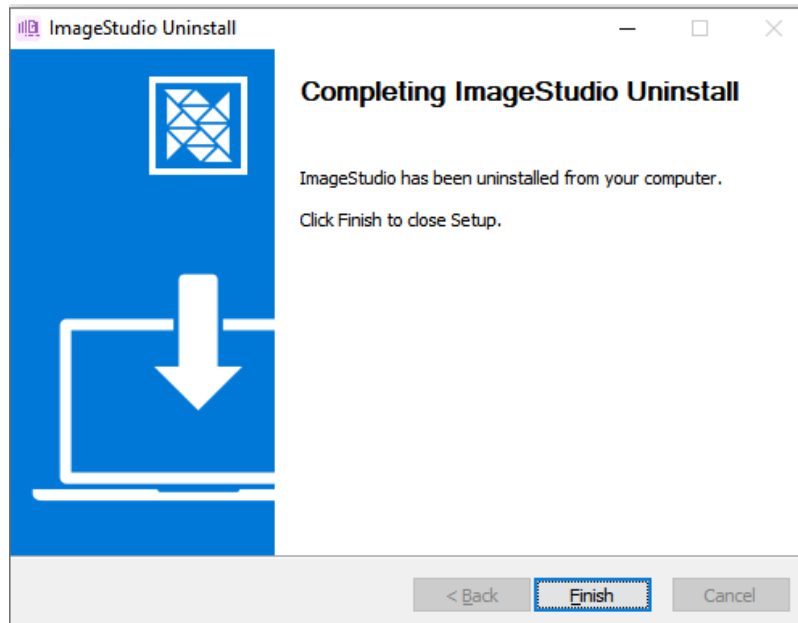 ImageStudio Uninstall
Completing ImageStudio Uninstall
ImageStudio has been uninstalled from your computer.
Click Finish to close Setup.
< Back
Finish
Cancel